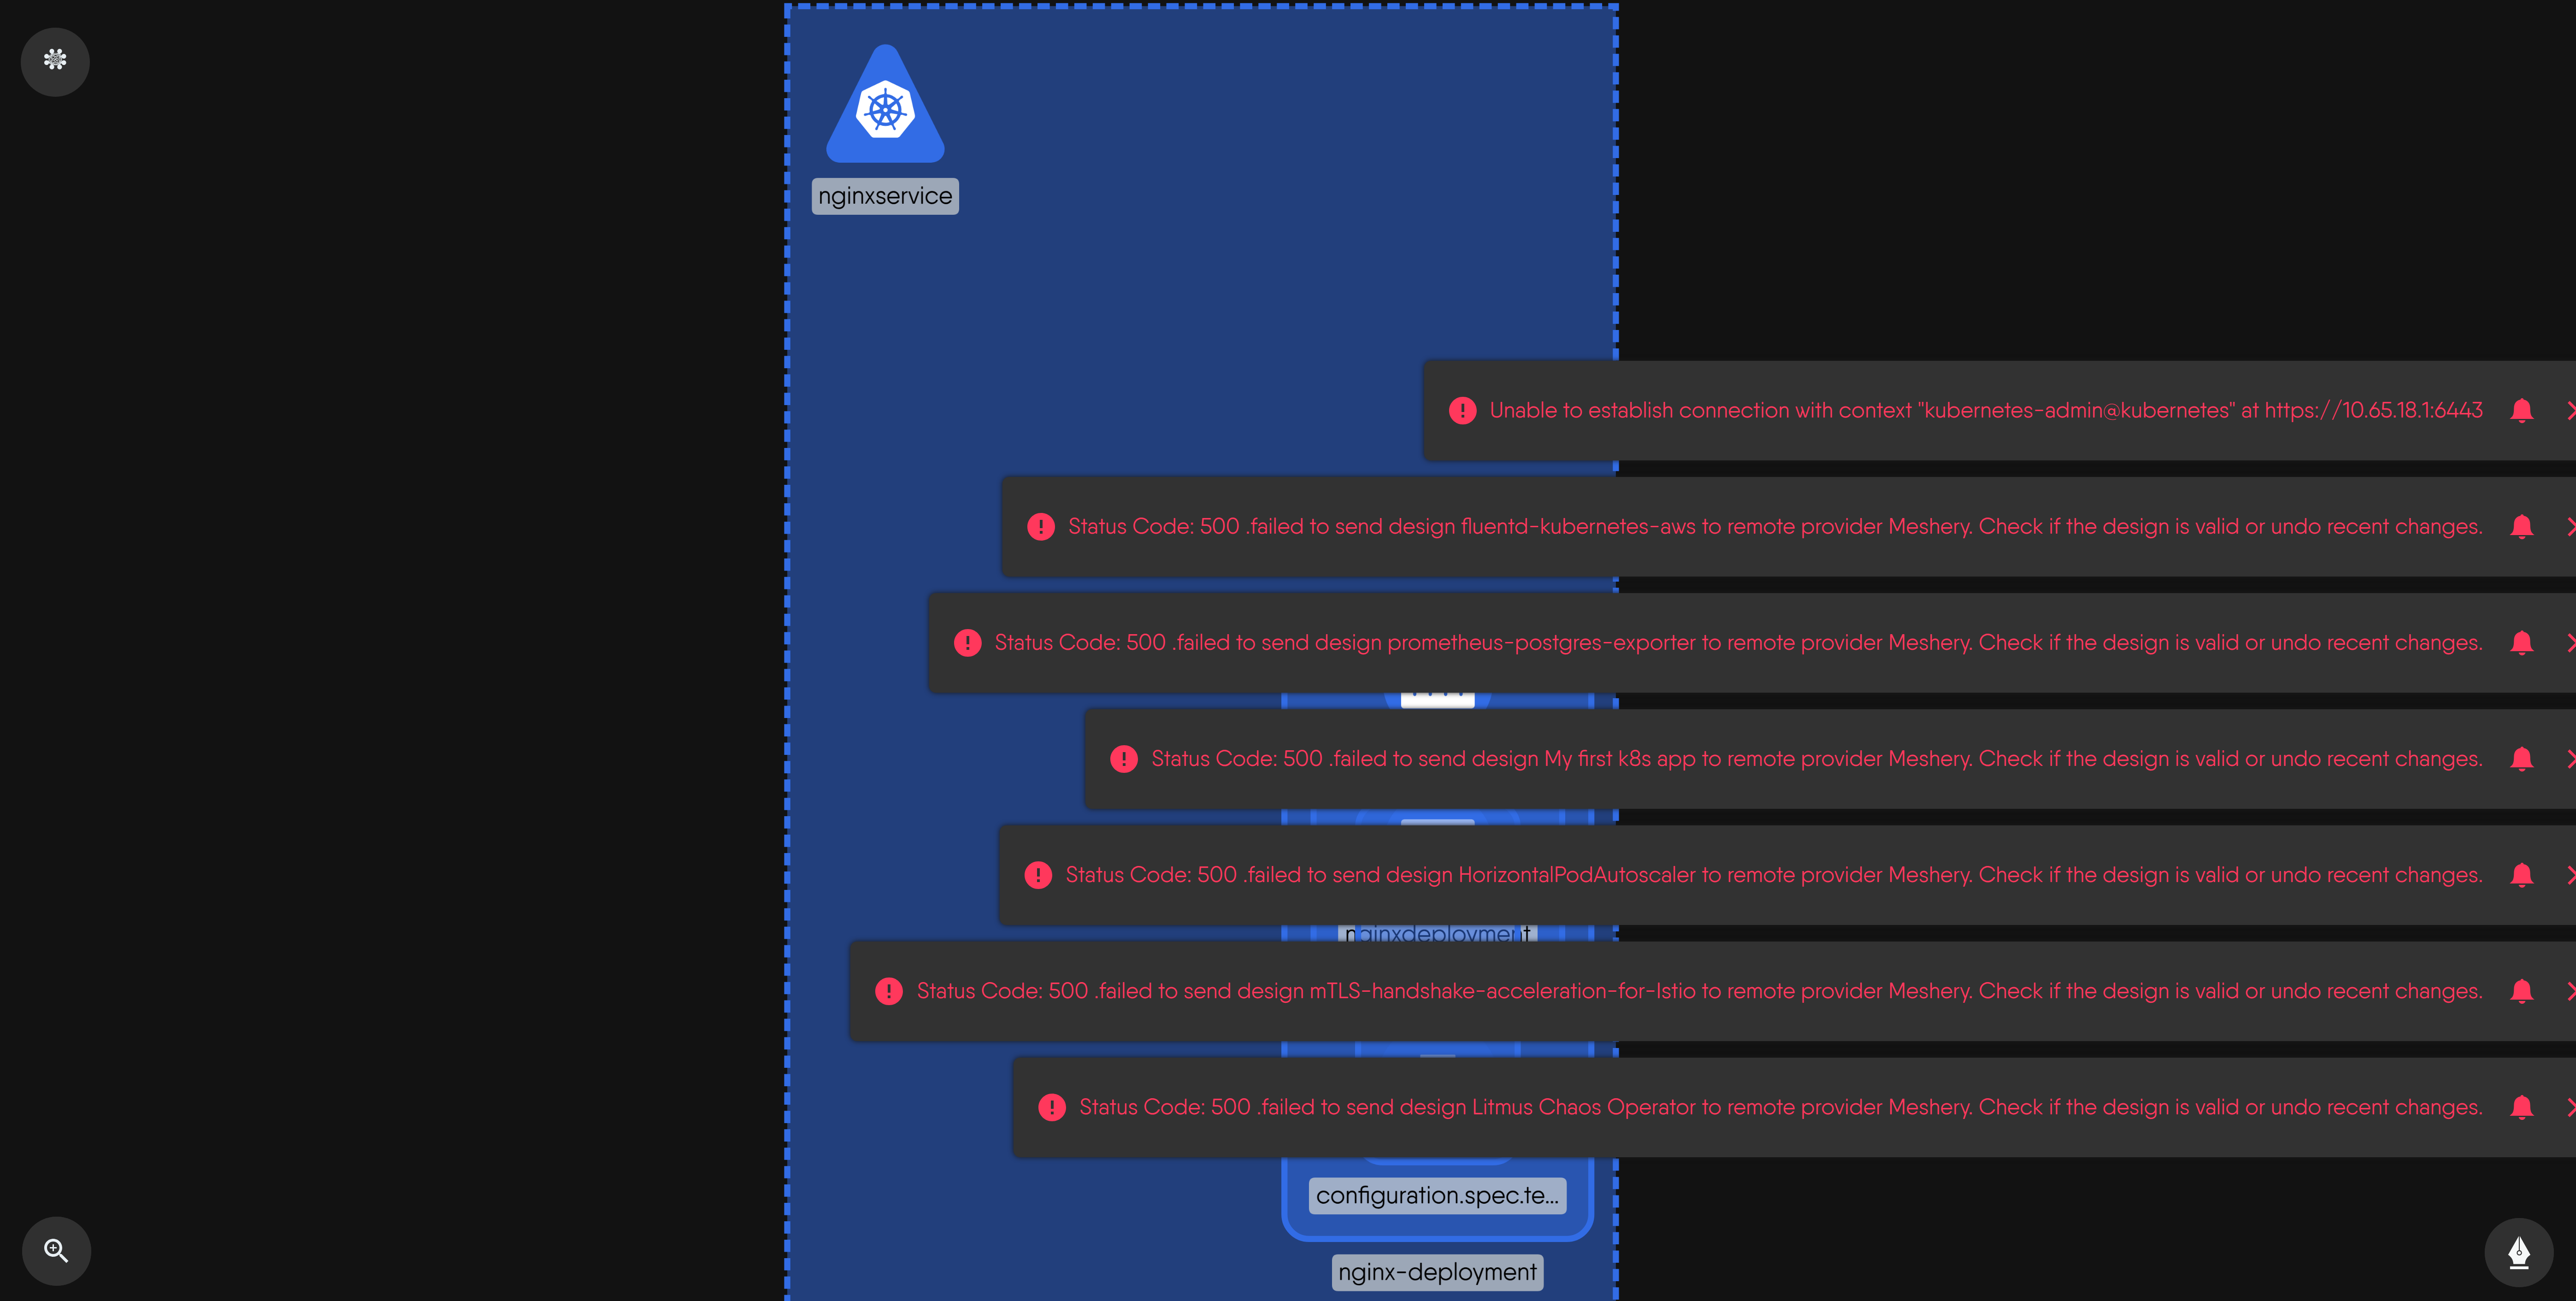 nginxservice
Unable to establish connection with context "kubernetes-admin@kubernetes" at https://10.65.18.1:6443
Status Code: 500 .failed to send design fluentd-kubernetes-aws to remote provider Meshery. Check if the design is valid or undo recent changes.
Status Code: 500 .failed to send design prometheus-postgres-exporter to remote provider Meshery. Check if the design is valid or undo recent changes.
Status Code: 500 .failed to send design My first k8s app to remote provider Meshery. Check if the design is valid or undo recent changes.
Status Code: 500 .failed to send design HorizontalPodAutoscaler to remote provider Meshery. Check if the design is valid or undo recent changes.
nginxdeployment
Status Code: 500 .failed to send design mTLS-handshake-acceleration-for-Istio to remote provider Meshery. Check if the design is valid or undo recent changes.
Status Code: 500 .failed to send design Litmus Chaos Operator to remote provider Meshery. Check if the design is valid or undo recent changes.
configuration.spec.te...
nginx-deployment